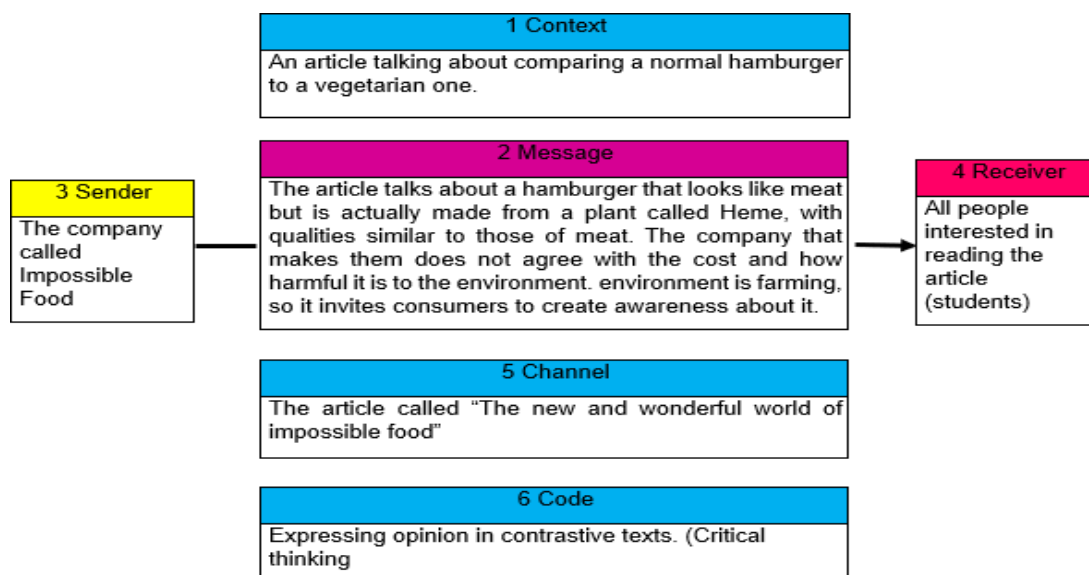 1 Context
An article talking about comparing a normal hamburger
to a vegetarian one.
2 Message
The article talks about a hamburger that looks like meat
but is actually made from a plant called Heme, with
qualities similar to those of meat. The company that
makes them does not agree with the cost and how
harmful it is to the environment. environment is farming,
so it invites consumers to create awareness about it.
3 Sender
The company
called
Impossible
Food
4 Receiver
All people
interested in
reading the
article
(students)
5 Channel
The article called “The new and wonderful world of
impossible food”
6 Code
Expressing opinion in contrastive texts. (Critical
thinking